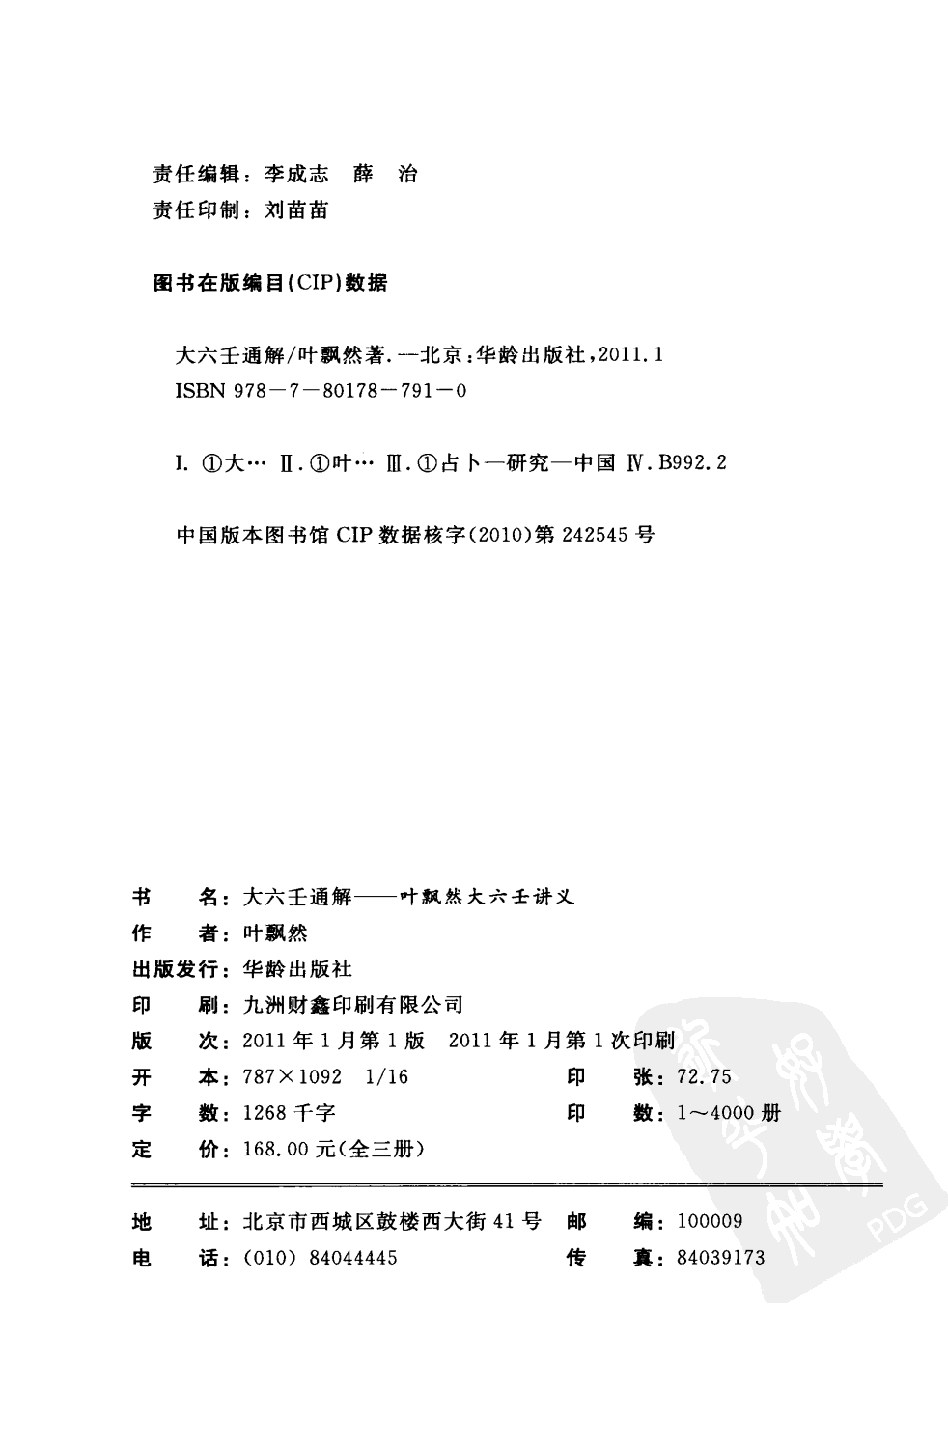 责任编辑：李成志　薛　治
责任印制：刘苗苗
图书在版编目(CIP)数据
大六壬通解/叶飘然著.—北京:华龄出版社,2011.1
ISBN 978－7－80178－791－0
Ⅰ. ①大… Ⅱ.①叶… Ⅲ.①占卜—研究—中国 Ⅳ.B992.2
中国版本图书馆 CIP 数据核字(2010)第 242545 号
书　　名：大六壬通解——叶飘然大六壬讲义
作　　者：叶飘然
出版发行：华龄出版社
印　　刷：九洲财鑫印刷有限公司
版　　次：2011 年 1 月第 1 版　2011 年 1 月第 1 次印刷
开　　本：787×1092　1/16　　印　　张：72.75
字　　数：1268 千字　　印　　数：1～4000 册
定　　价：168.00 元(全三册)
地　　址：北京市西城区鼓楼西大街 41 号　邮　　编：100009
电　　话：(010) 84044445　　传　　真：84039173
PDG